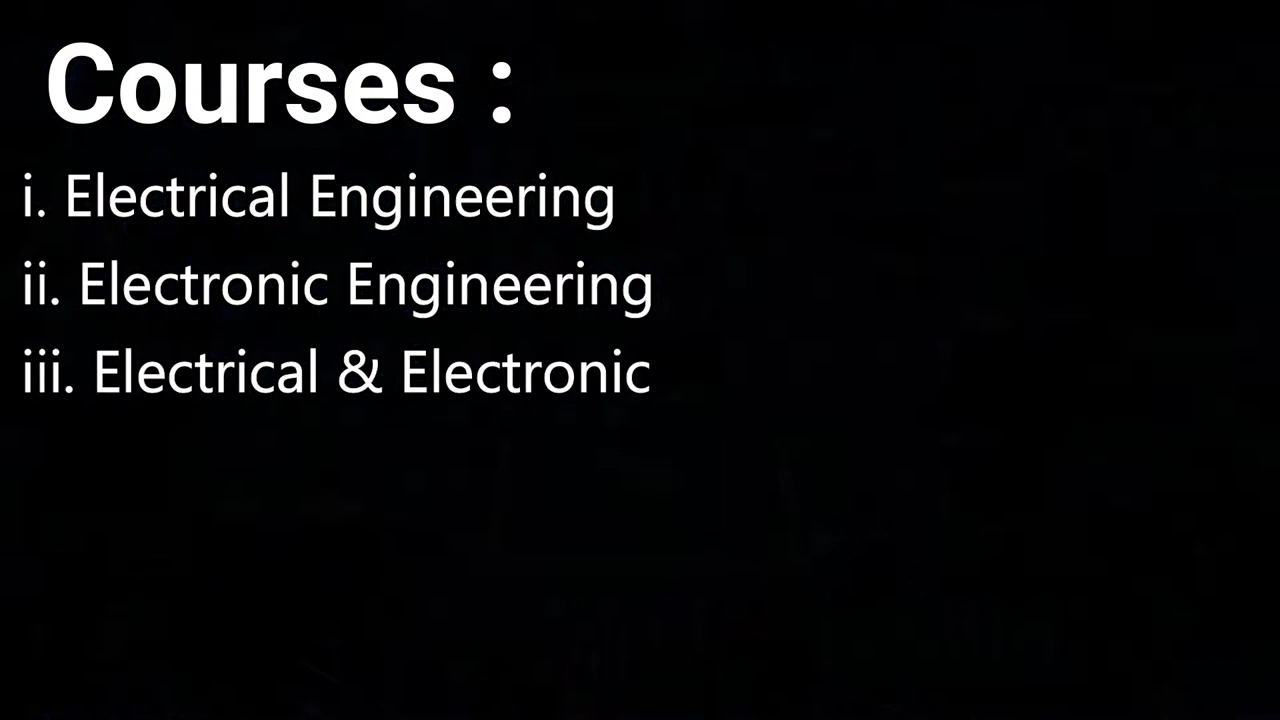 Courses :
i. Electrical Engineering
ii. Electronic Engineering
iii. Electrical & Electronic